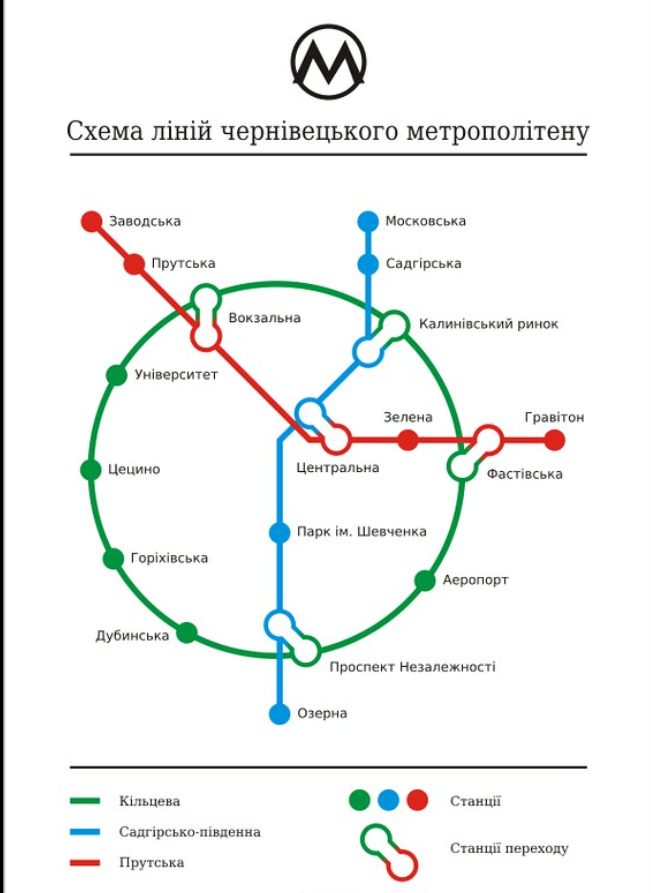 М
Схема ліній чернівецького метрополітену
Заводська
Московська
Прутська
Садгірська
Вокзальна
Калинівський ринок
Університет
Зелена
Гравітон
Центральна
Цецино
Фастівська
Парк ім. Шевченка
Горіхівська
Аеропорт
Дубинська
Проспект Незалежності
Озерна
Кільцева
Станції
Садгірсько-південна
Станції переходу
Прутська